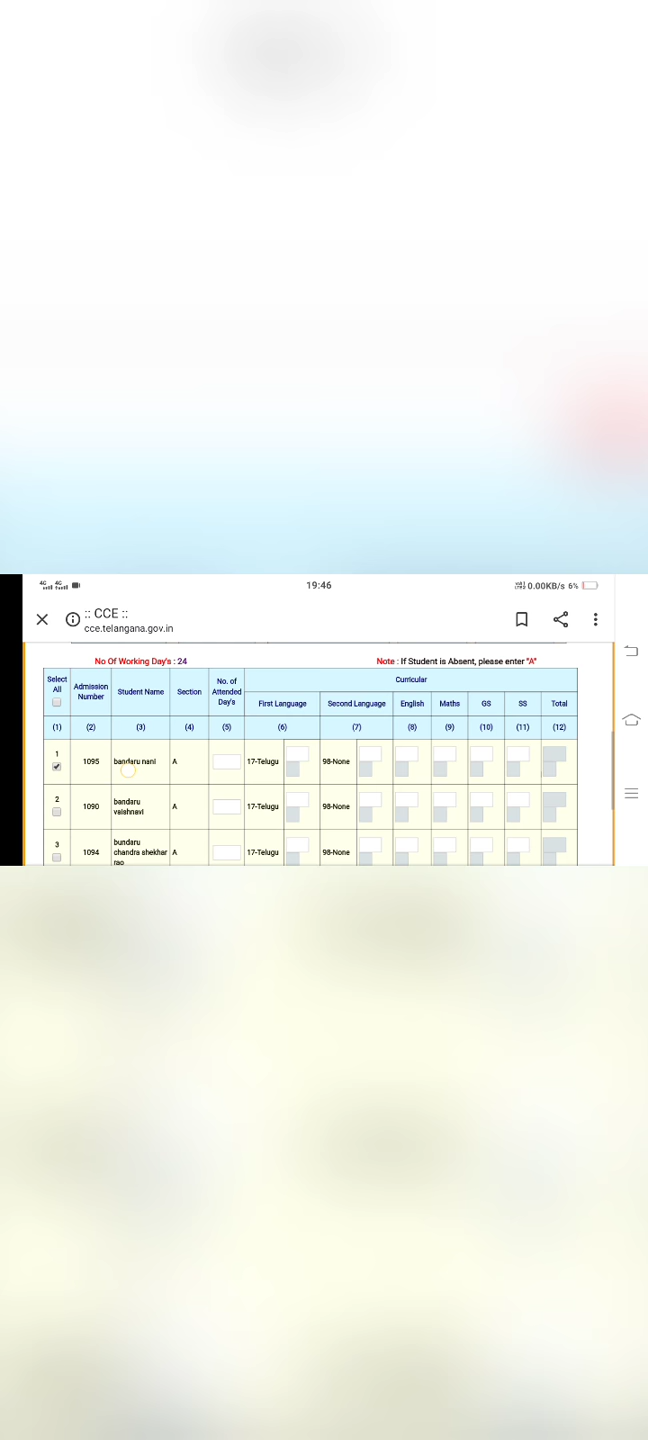 4G 4G 19:46 0.00KB/s 6%
:: CCE ::
cce.telangana.gov.in
No Of Working Day's : 24 Note : If Student is Absent, please enter "A"
Select All Admission Number Student Name Section No. of Attended Day's Curricular
First Language Second Language English Maths GS SS Total
(1) (2) (3) (4) (5) (6) (7) (8) (9) (10) (11) (12)
1 1095 bandaru nani A 17-Telugu 98-None
2 1090 bandaru vaishnavi A 17-Telugu 98-None
3 1094 bundaru chandra shekhar rao A 17-Telugu 98-None